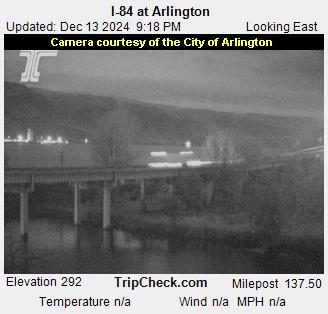 I-84 at Arlington
Updated: Dec 13 2024 9:18 PM Looking East
Camera courtesy of the City of Arlington
Elevation 292 TripCheck.com Milepost 137.50
Temperature n/a Wind n/a MPH n/a